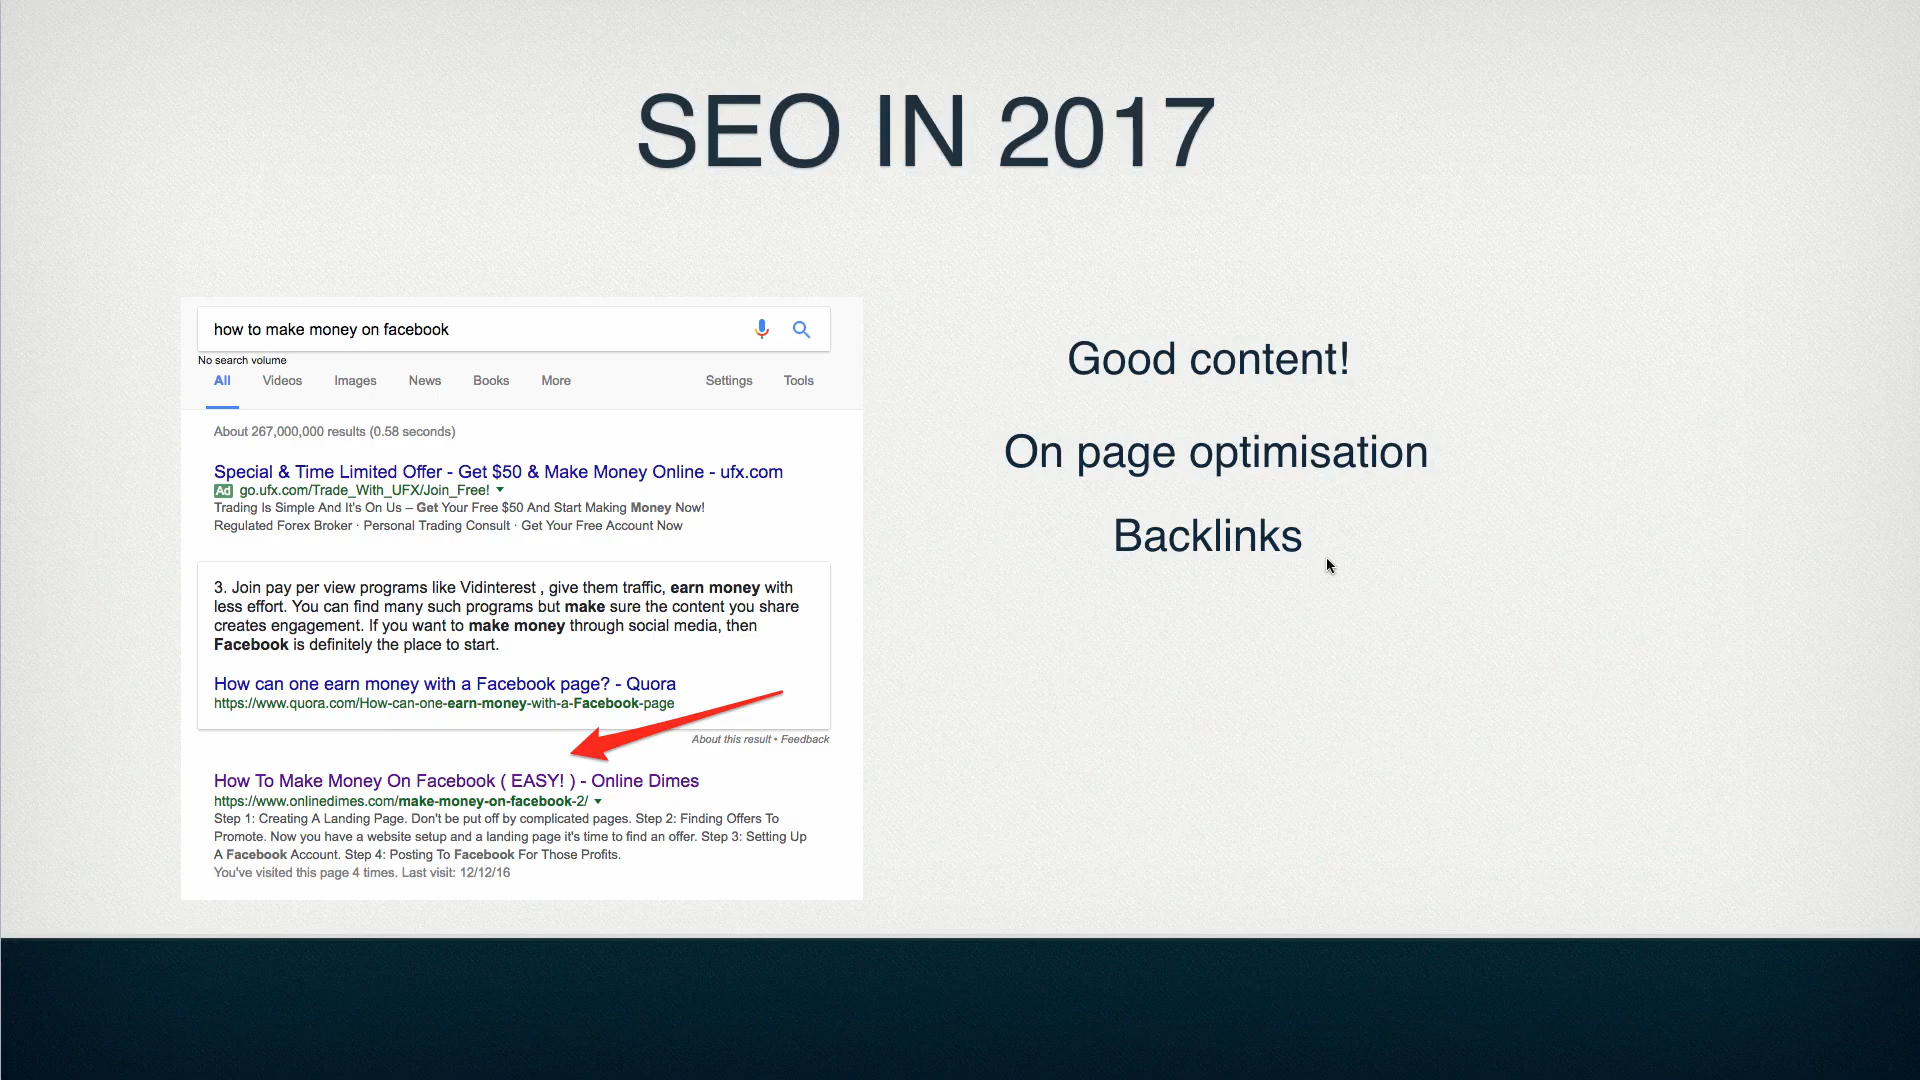 SEO IN 2017
how to make money on facebook
No search volume
All Videos Images News Books More Settings Tools
About 267,000,000 results (0.58 seconds)
Special & Time Limited Offer - Get $50 & Make Money Online - ufx.com
Ad go.ufx.com/Trade_With_UFX/Join_Free!
Trading Is Simple And It's On Us – Get Your Free $50 And Start Making Money Now!
Regulated Forex Broker · Personal Trading Consult · Get Your Free Account Now
3. Join pay per view programs like Vidinterest , give them traffic, earn money with
less effort. You can find many such programs but make sure the content you share
creates engagement. If you want to make money through social media, then
Facebook is definitely the place to start.
How can one earn money with a Facebook page? - Quora
https://www.quora.com/How-can-one-earn-money-with-a-Facebook-page
About this result • Feedback
How To Make Money On Facebook ( EASY! ) - Online Dimes
https://www.onlinedimes.com/make-money-on-facebook-2/
Step 1: Creating A Landing Page. Don't be put off by complicated pages. Step 2: Finding Offers To
Promote. Now you have a website setup and a landing page it's time to find an offer. Step 3: Setting Up
A Facebook Account. Step 4: Posting To Facebook For Those Profits.
You've visited this page 4 times. Last visit: 12/12/16
Good content!
On page optimisation
Backlinks